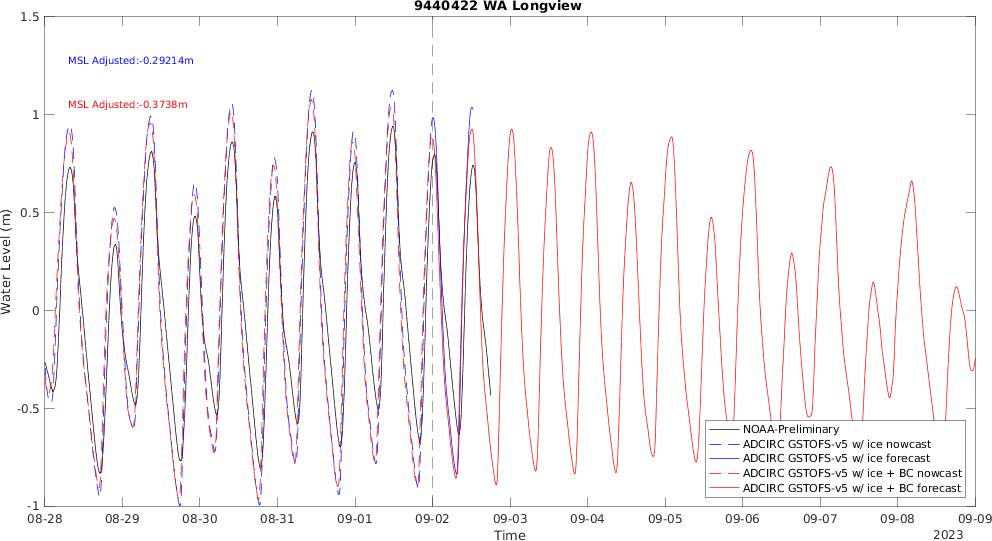 9440422 WA Longview
1.5
1
0.5
0
-0.5
-1
Water Level (m)
MSL Adjusted:-0.29214m
MSL Adjusted:-0.3738m
NOAA-Preliminary
ADCIRC GSTOFS-v5 w/ ice nowcast
ADCIRC GSTOFS-v5 w/ ice forecast
ADCIRC GSTOFS-v5 w/ ice + BC nowcast
ADCIRC GSTOFS-v5 w/ ice + BC forecast
08-28 08-29 08-30 08-31 09-01 09-02 09-03 09-04 09-05 09-06 09-07 09-08 09-09
Time
2023